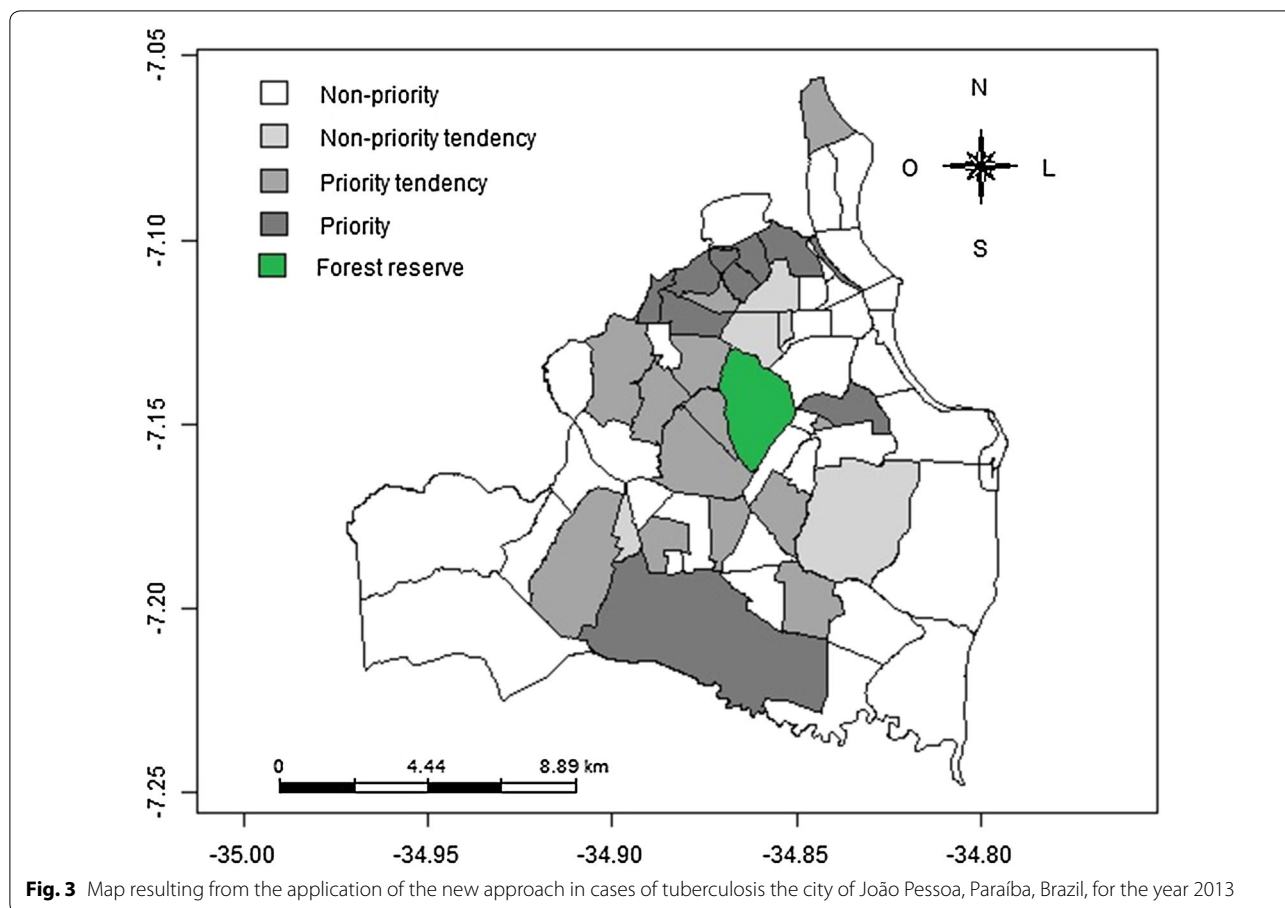 -7.05
-7.10
-7.15
-7.20
-7.25
Non-priority
Non-priority tendency
Priority tendency
Priority
Forest reserve
N
O
L
S
0 4.44 8.89 km
-35.00 -34.95 -34.90 -34.85 -34.80
Fig. 3 Map resulting from the application of the new approach in cases of tuberculosis the city of João Pessoa, Paraíba, Brazil, for the year 2013